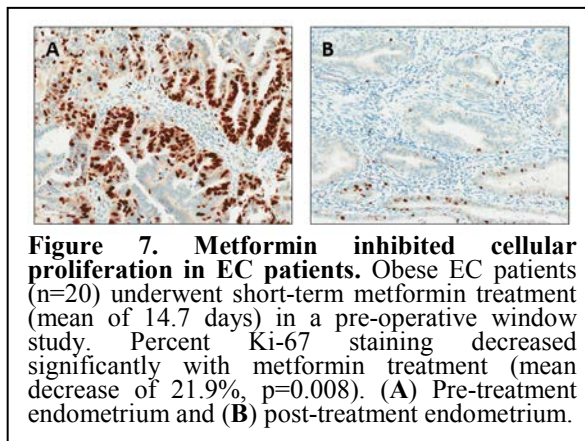 A
B
Figure 7. Metformin inhibited cellular
proliferation in EC patients. Obese EC patients
(n=20) underwent short-term metformin treatment
(mean of 14.7 days) in a pre-operative window
study. Percent Ki-67 staining decreased
significantly with metformin treatment (mean
decrease of 21.9%, p=0.008). (A) Pre-treatment
endometrium and (B) post-treatment endometrium.